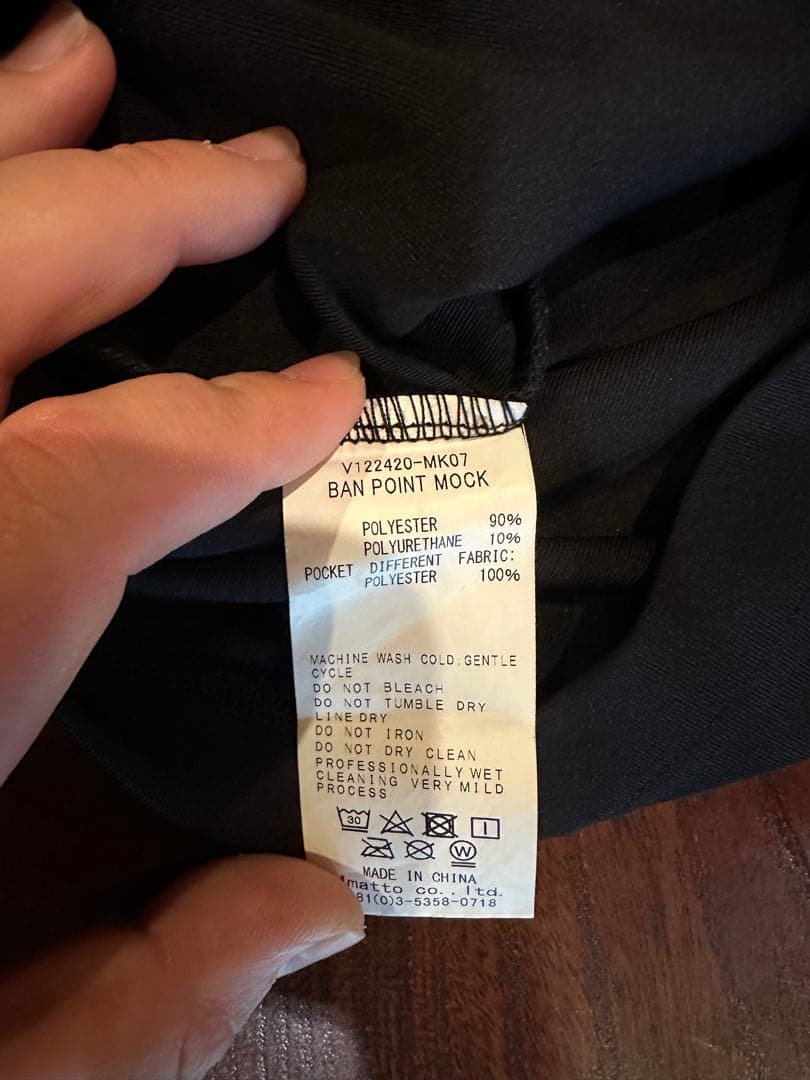 V122420-MK07
BAN POINT MOCK
POLYESTER 90%
POLYURETHANE 10%
POCKET DIFFERENT FABRIC:
POLYESTER 100%
MACHINE WASH COLD;GENTLE
CYCLE
DO NOT BLEACH
DO NOT TUMBLE DRY
LINE DRY
DO NOT IRON
DO NOT DRY CLEAN
PROFESSIONALLY WET
CLEANING VERY MILD
PROCESS
30
W
MADE IN CHINA
matto co., ltd.
81(0)3-5358-0718